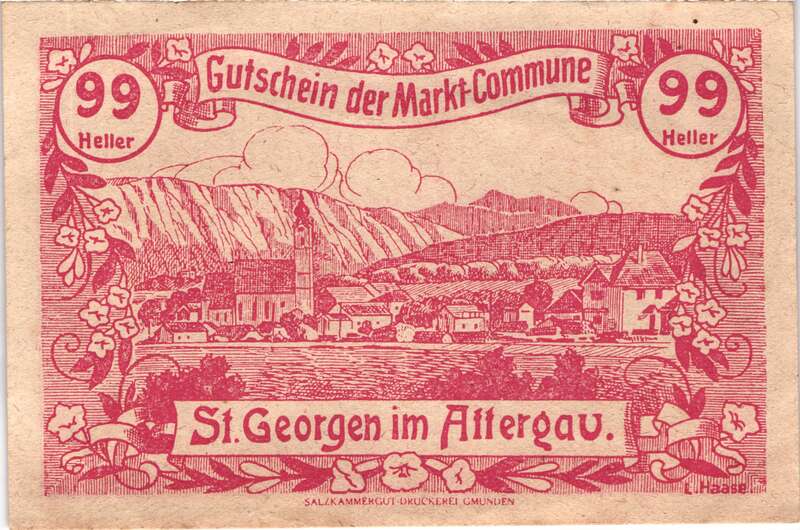 Gutschein der Markt-Commune
99
Heller
99
Heller
St. Georgen im Attergau.
L. Haase.
SALZKAMMERGUT-DRUCKEREI GMUNDEN